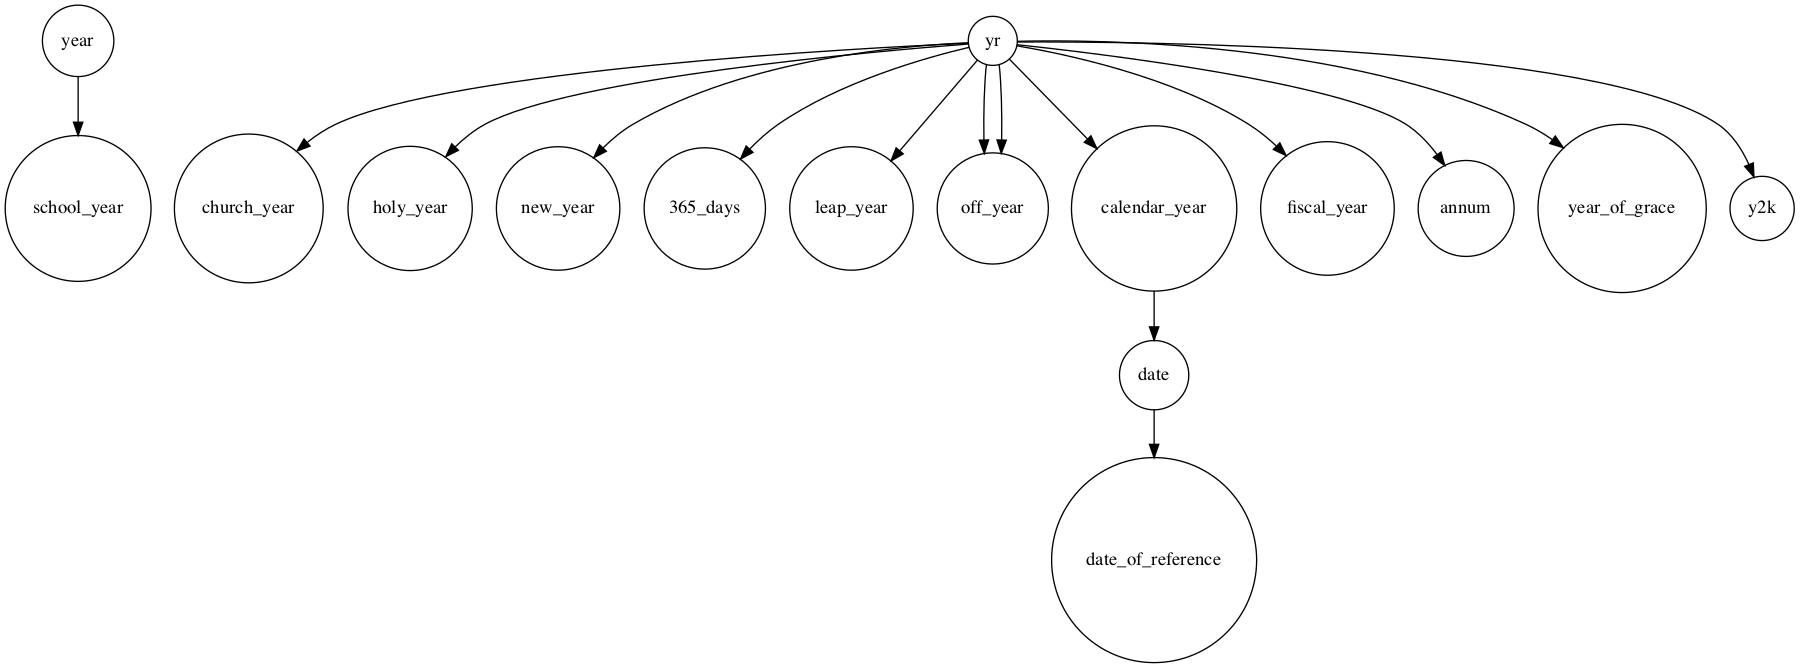 year
yr
school_year
church_year
holy_year
new_year
365_days
leap_year
off_year
calendar_year
fiscal_year
annum
year_of_grace
y2k
date
date_of_reference